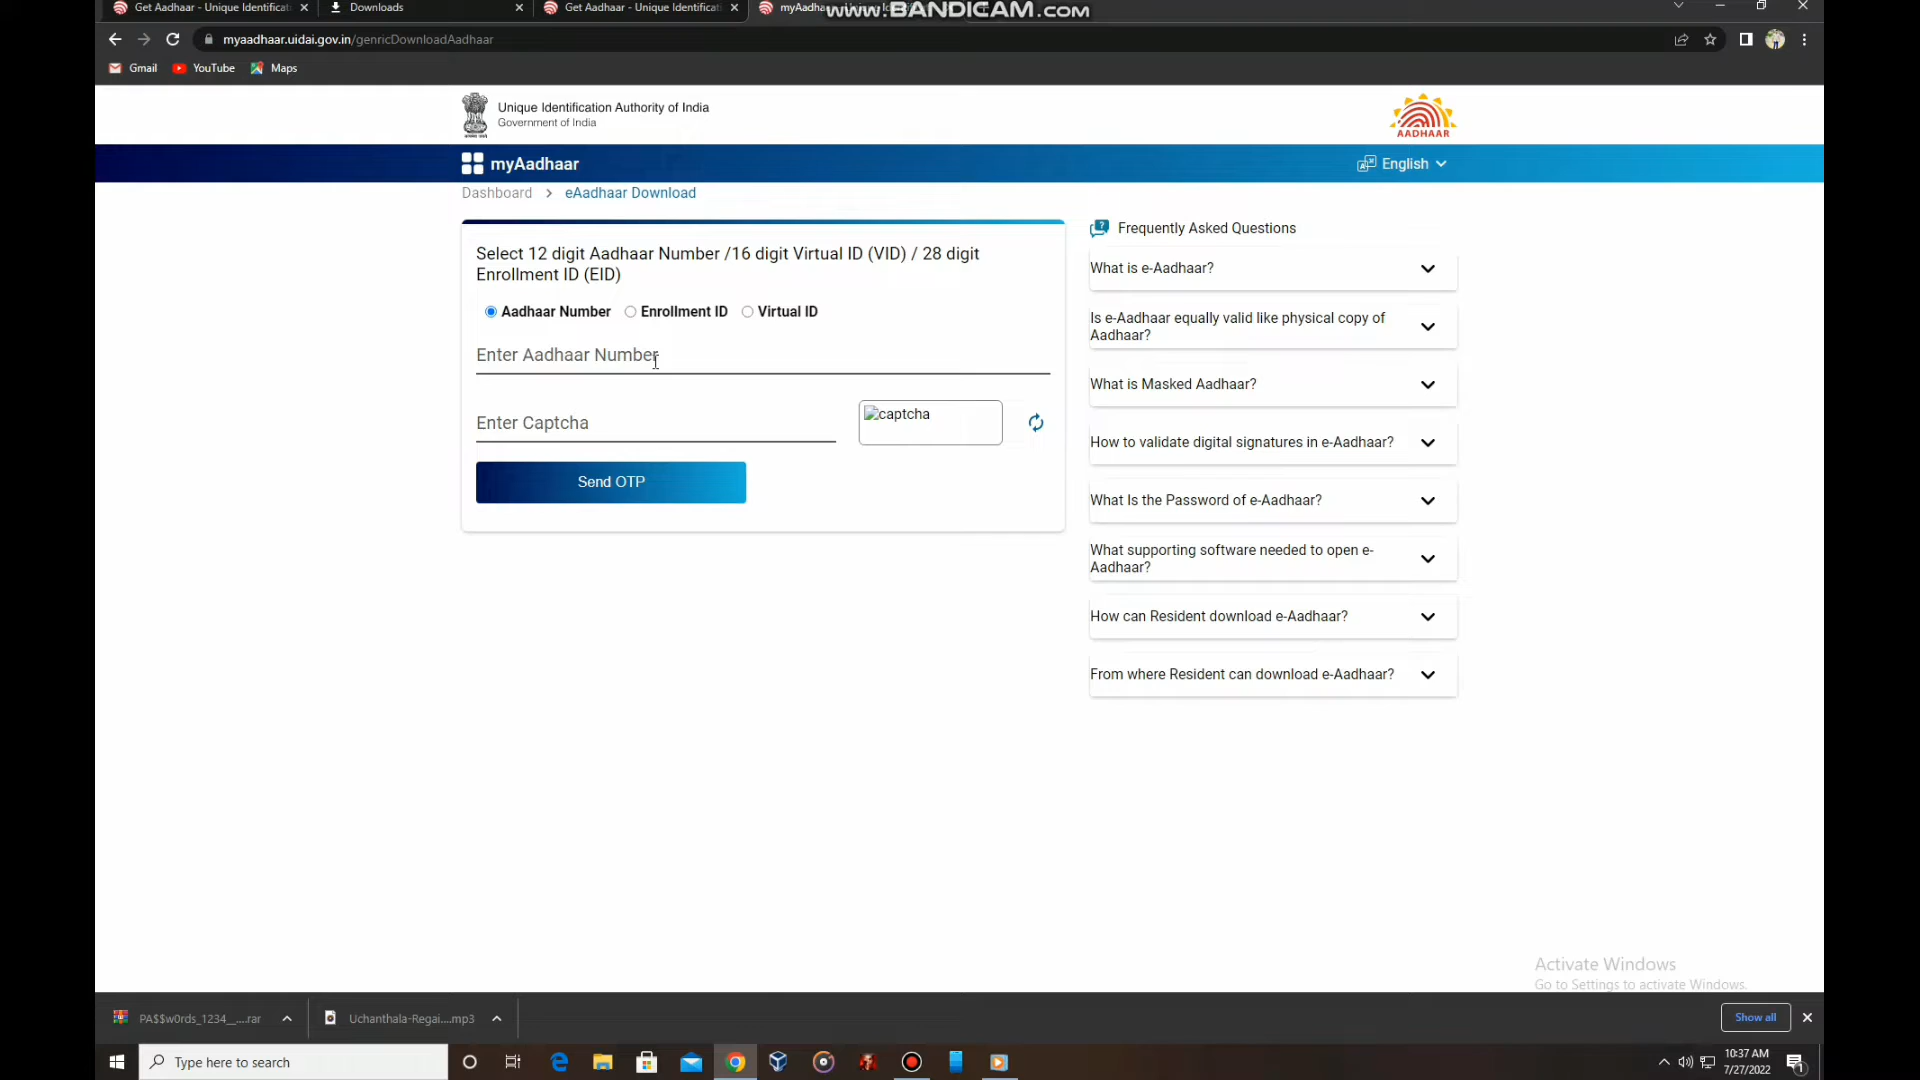 Get Aadhaar - Unique Identificat
Downloads
Get Aadhaar - Unique Identificati
myAadha
www.BANDICAM.com
myaadhaar.uidai.gov.in/genricDownloadAadhaar
Gmail
YouTube
Maps
Unique Identification Authority of India
Government of India
AADHAAR
myAadhaar
English
Dashboard > eAadhaar Download
Select 12 digit Aadhaar Number /16 digit Virtual ID (VID) / 28 digit
Enrollment ID (EID)
Aadhaar Number
Enrollment ID
Virtual ID
Enter Aadhaar Number
Enter Captcha
captcha
Send OTP
Frequently Asked Questions
What is e-Aadhaar?
Is e-Aadhaar equally valid like physical copy of
Aadhaar?
What is Masked Aadhaar?
How to validate digital signatures in e-Aadhaar?
What Is the Password of e-Aadhaar?
What supporting software needed to open e-
Aadhaar?
How can Resident download e-Aadhaar?
From where Resident can download e-Aadhaar?
Activate Windows
Go to Settings to activate Windows.
PA$$w0rds_1234__....rar
Uchanthala-Regai....mp3
Show all
Type here to search
10:37 AM
7/27/2022
1